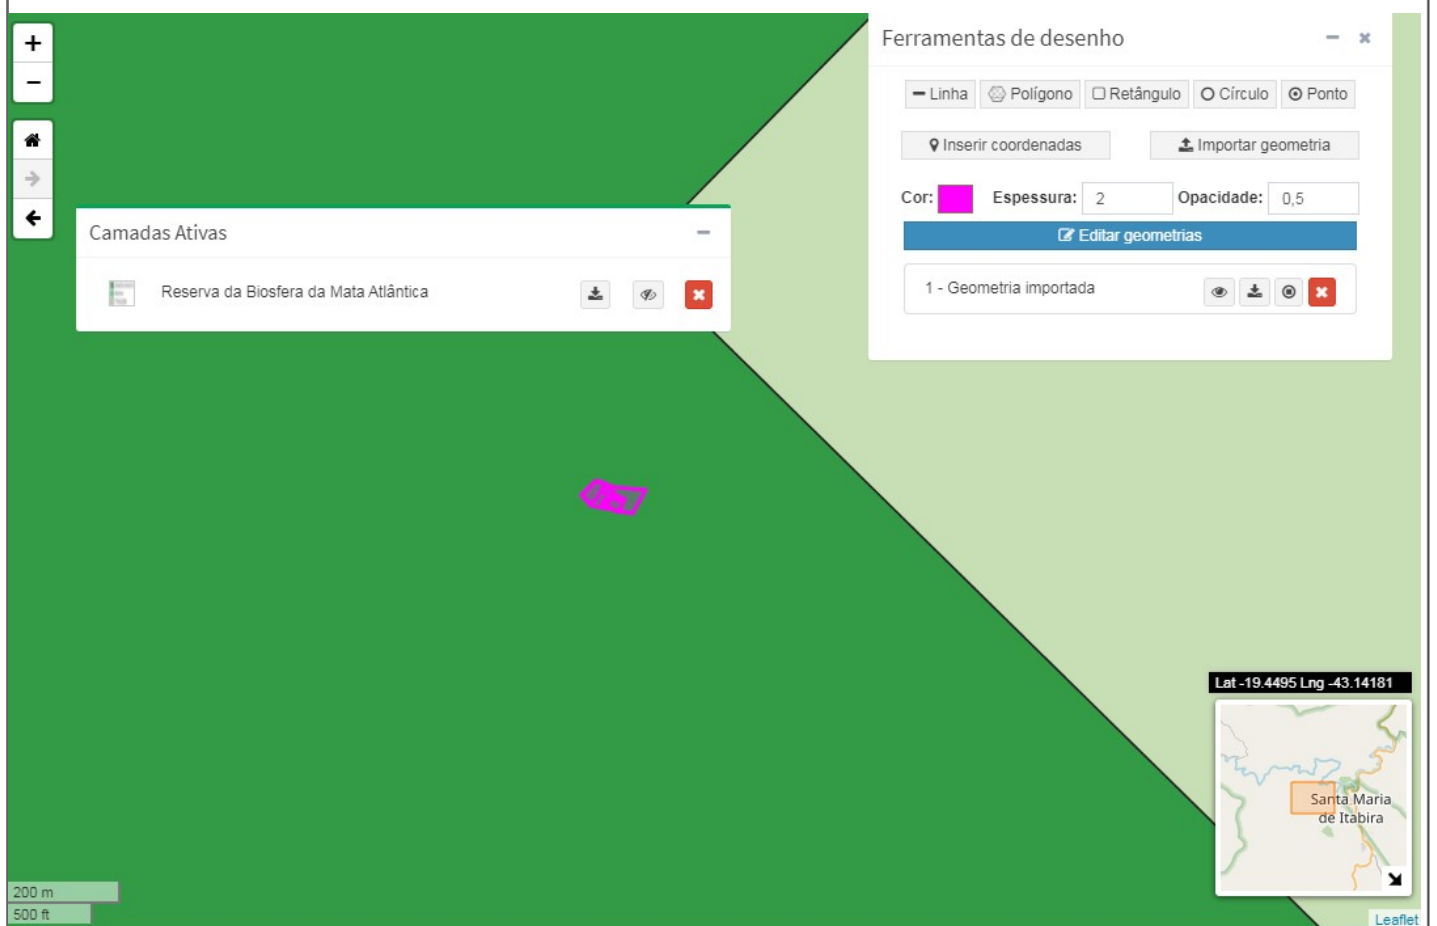 +
−
Ferramentas de desenho
Linha Polígono Retângulo Círculo Ponto
Inserir coordenadas Importar geometria
Cor: Espessura: 2 Opacidade: 0,5
Editar geometrias
1 - Geometria importada
Camadas Ativas
Reserva da Biosfera da Mata Atlântica
Lat -19.4495 Lng -43.14181
Santa Maria
de Itabira
200 m
500 ft
Leaflet